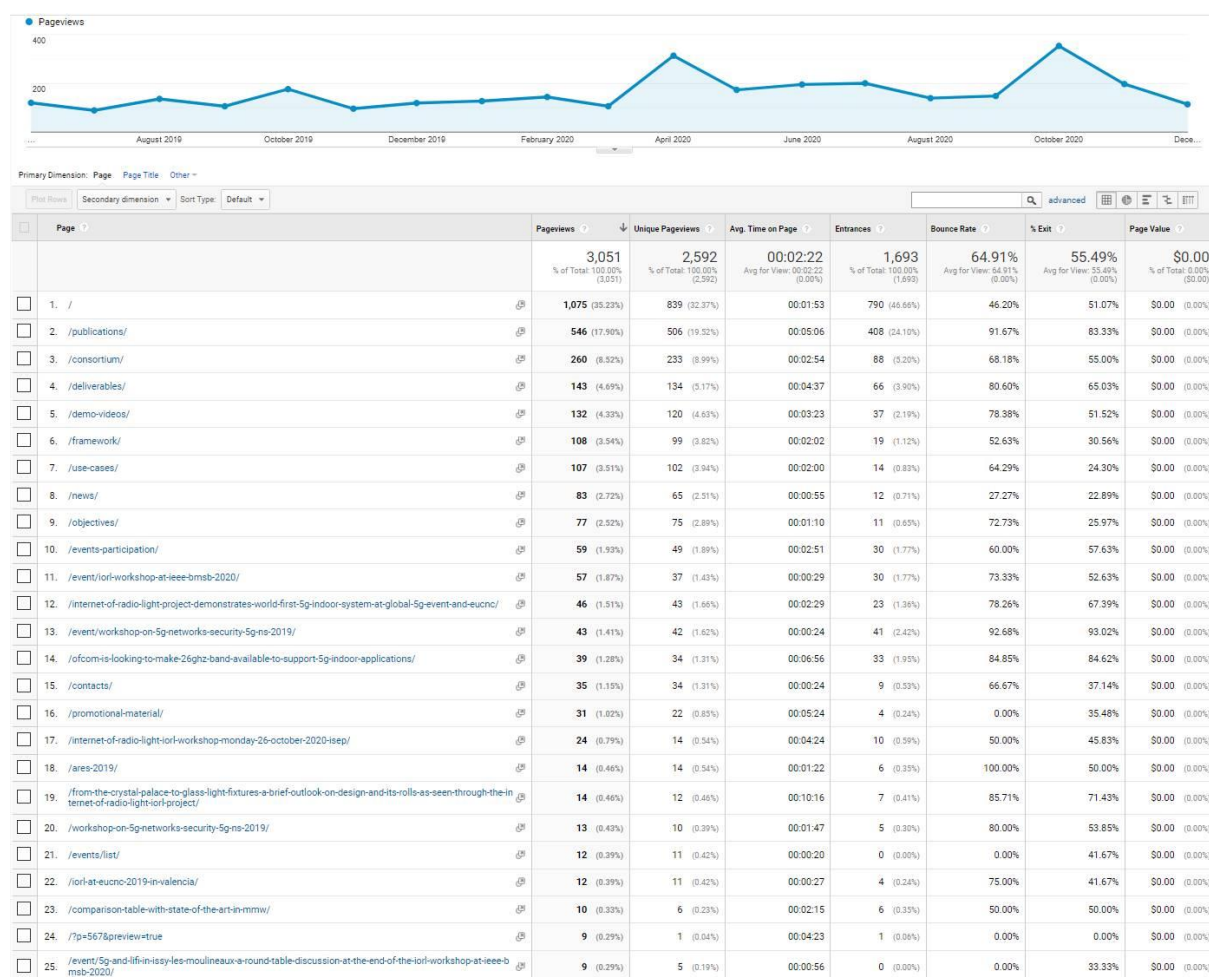 Pageviews
400
200
... August 2019 October 2019 December 2019 February 2020 April 2020 June 2020 August 2020 October 2020 Dece...
Primary Dimension: Page Page Title Other
Plot Rows Secondary dimension Sort Type: Default advanced
Page ? Pageviews ? Unique Pageviews ? Avg. Time on Page ? Entrances ? Bounce Rate ? % Exit ? Page Value ?
3,051 2,592 00:02:22 1,693 64.91% 55.49% $0.00
% of Total: 100.00% % of Total: 100.00% Avg for View: 00:02:22 % of Total: 100.00% Avg for View: 64.91% Avg for View: 55.49% % of Total: 0.00%
(3,051) (2,592) (0.00%) (1,693) (0.00%) (0.00%) ($0.00)
1. / 1,075 (35.23%) 839 (32.37%) 00:01:53 790 (46.66%) 46.20% 51.07% $0.00 (0.00%)
2. /publications/ 546 (17.90%) 506 (19.52%) 00:05:06 408 (24.10%) 91.67% 83.33% $0.00 (0.00%)
3. /consortium/ 260 (8.52%) 233 (8.99%) 00:02:54 88 (5.20%) 68.18% 55.00% $0.00 (0.00%)
4. /deliverables/ 143 (4.69%) 134 (5.17%) 00:04:37 66 (3.90%) 80.60% 65.03% $0.00 (0.00%)
5. /demo-videos/ 132 (4.33%) 120 (4.63%) 00:03:23 37 (2.19%) 78.38% 51.52% $0.00 (0.00%)
6. /framework/ 108 (3.54%) 99 (3.82%) 00:02:02 19 (1.12%) 52.63% 30.56% $0.00 (0.00%)
7. /use-cases/ 107 (3.51%) 102 (3.94%) 00:02:00 14 (0.83%) 64.29% 24.30% $0.00 (0.00%)
8. /news/ 83 (2.72%) 65 (2.51%) 00:00:55 12 (0.71%) 27.27% 22.89% $0.00 (0.00%)
9. /objectives/ 77 (2.52%) 75 (2.89%) 00:01:10 11 (0.65%) 72.73% 25.97% $0.00 (0.00%)
10. /events-participation/ 59 (1.93%) 49 (1.89%) 00:02:51 30 (1.77%) 60.00% 57.63% $0.00 (0.00%)
11. /event/iorl-workshop-at-ieee-bmsb-2020/ 57 (1.87%) 37 (1.43%) 00:00:29 30 (1.77%) 73.33% 52.63% $0.00 (0.00%)
12. /internet-of-radio-light-project-demonstrates-world-first-5g-indoor-system-at-global-5g-event-and-eucnc/ 46 (1.51%) 43 (1.66%) 00:02:29 23 (1.36%) 78.26% 67.39% $0.00 (0.00%)
13. /event/workshop-on-5g-networks-security-5g-ns-2019/ 43 (1.41%) 42 (1.62%) 00:00:24 41 (2.42%) 92.68% 93.02% $0.00 (0.00%)
14. /ofcom-is-looking-to-make-26ghz-band-available-to-support-5g-indoor-applications/ 39 (1.28%) 34 (1.31%) 00:06:56 33 (1.95%) 84.85% 84.62% $0.00 (0.00%)
15. /contacts/ 35 (1.15%) 34 (1.31%) 00:00:24 9 (0.53%) 66.67% 37.14% $0.00 (0.00%)
16. /promotional-material/ 31 (1.02%) 22 (0.85%) 00:05:24 4 (0.24%) 0.00% 35.48% $0.00 (0.00%)
17. /internet-of-radio-light-iorl-workshop-monday-26-october-2020-isep/ 24 (0.79%) 14 (0.54%) 00:04:24 10 (0.59%) 50.00% 45.83% $0.00 (0.00%)
18. /ares-2019/ 14 (0.46%) 14 (0.54%) 00:01:22 6 (0.35%) 100.00% 50.00% $0.00 (0.00%)
19. /from-the-crystal-palace-to-glass-light-fixtures-a-brief-outlook-on-design-and-its-rolls-as-seen-through-the-in
ternet-of-radio-light-iorl-project/ 14 (0.46%) 12 (0.46%) 00:10:16 7 (0.41%) 85.71% 71.43% $0.00 (0.00%)
20. /workshop-on-5g-networks-security-5g-ns-2019/ 13 (0.43%) 10 (0.39%) 00:01:47 5 (0.30%) 80.00% 53.85% $0.00 (0.00%)
21. /events/list/ 12 (0.39%) 11 (0.42%) 00:00:20 0 (0.00%) 0.00% 41.67% $0.00 (0.00%)
22. /iorl-at-eucnc-2019-in-valencia/ 12 (0.39%) 11 (0.42%) 00:00:27 4 (0.24%) 75.00% 41.67% $0.00 (0.00%)
23. /comparison-table-with-state-of-the-art-in-mmw/ 10 (0.33%) 6 (0.23%) 00:02:15 6 (0.35%) 50.00% 50.00% $0.00 (0.00%)
24. /?p=567&preview=true 9 (0.29%) 1 (0.04%) 00:04:23 1 (0.06%) 0.00% 0.00% $0.00 (0.00%)
25. /event/5g-and-lifi-in-issy-les-moulineaux-a-round-table-discussion-at-the-end-of-the-iorl-workshop-at-ieee-b
msb-2020/ 9 (0.29%) 5 (0.19%) 00:00:56 0 (0.00%) 0.00% 33.33% $0.00 (0.00%)